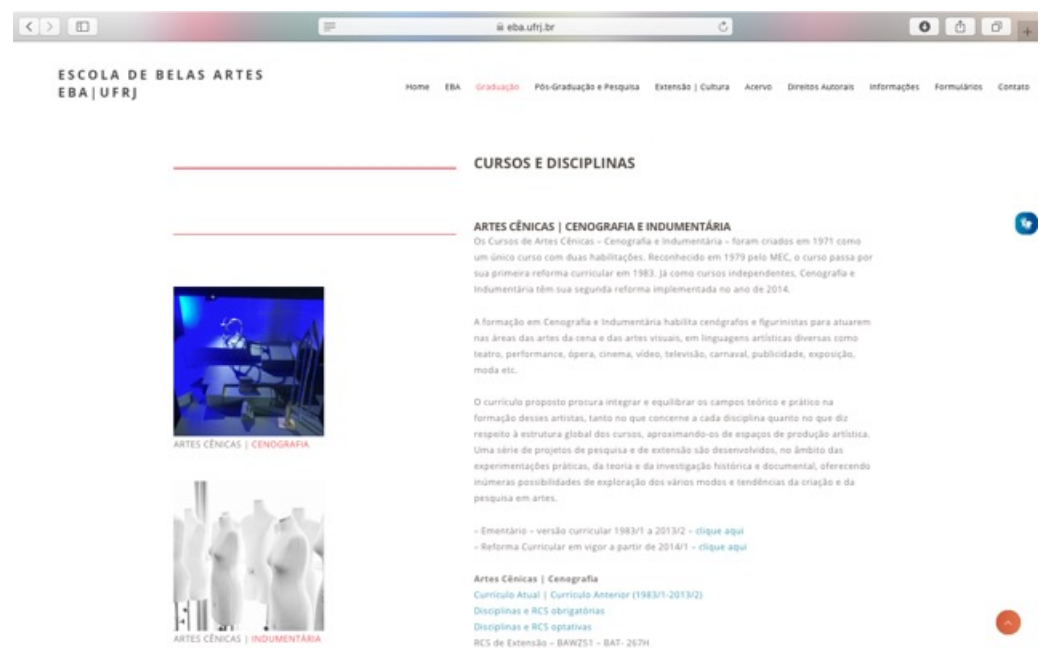 eba.ufrj.br
ESCOLA DE BELAS ARTES
EBA|UFRJ
Home EBA Graduação Pós-Graduação e Pesquisa Extensão | Cultura Acervo Direitos Autorais Informações Formulários Contato
CURSOS E DISCIPLINAS
ARTES CÊNICAS | CENOGRAFIA E INDUMENTÁRIA
Os Cursos de Artes Cênicas – Cenografia e Indumentária – foram criados em 1971 como
um único curso com duas habilitações. Reconhecido em 1979 pelo MEC, o curso passa por
sua primeira reforma curricular em 1983. Já como cursos independentes, Cenografia e
Indumentária têm sua segunda reforma implementada no ano de 2014.
A formação em Cenografia e Indumentária habilita cenógrafos e figurinistas para atuarem
nas áreas das artes da cena e das artes visuais, em linguagens artísticas diversas como
teatro, performance, ópera, cinema, vídeo, televisão, carnaval, publicidade, exposição,
moda etc.
O currículo proposto procura integrar e equilibrar os campos teórico e prático na
formação desses artistas, tanto no que concerne a cada disciplina quanto no que diz
respeito à estrutura global dos cursos, aproximando-os de espaços de produção artística.
Uma série de projetos de pesquisa e de extensão são desenvolvidos, no âmbito das
experimentações práticas, da teoria e da investigação histórica e documental, oferecendo
inúmeras possibilidades de exploração dos vários modos e tendências da criação e da
pesquisa em artes.
– Ementário – versão curricular 1983/1 a 2013/2 – clique aqui
– Reforma Curricular em vigor a partir de 2014/1 – clique aqui
Artes Cênicas | Cenografia
Currículo Atual | Currículo Anterior (1983/1-2013/2)
Disciplinas e RCS obrigatórias
Disciplinas e RCS optativas
RCS de Extensão – BAWZ51 – BAT- 267H
ARTES CÊNICAS | CENOGRAFIA
ARTES CÊNICAS | INDUMENTÁRIA